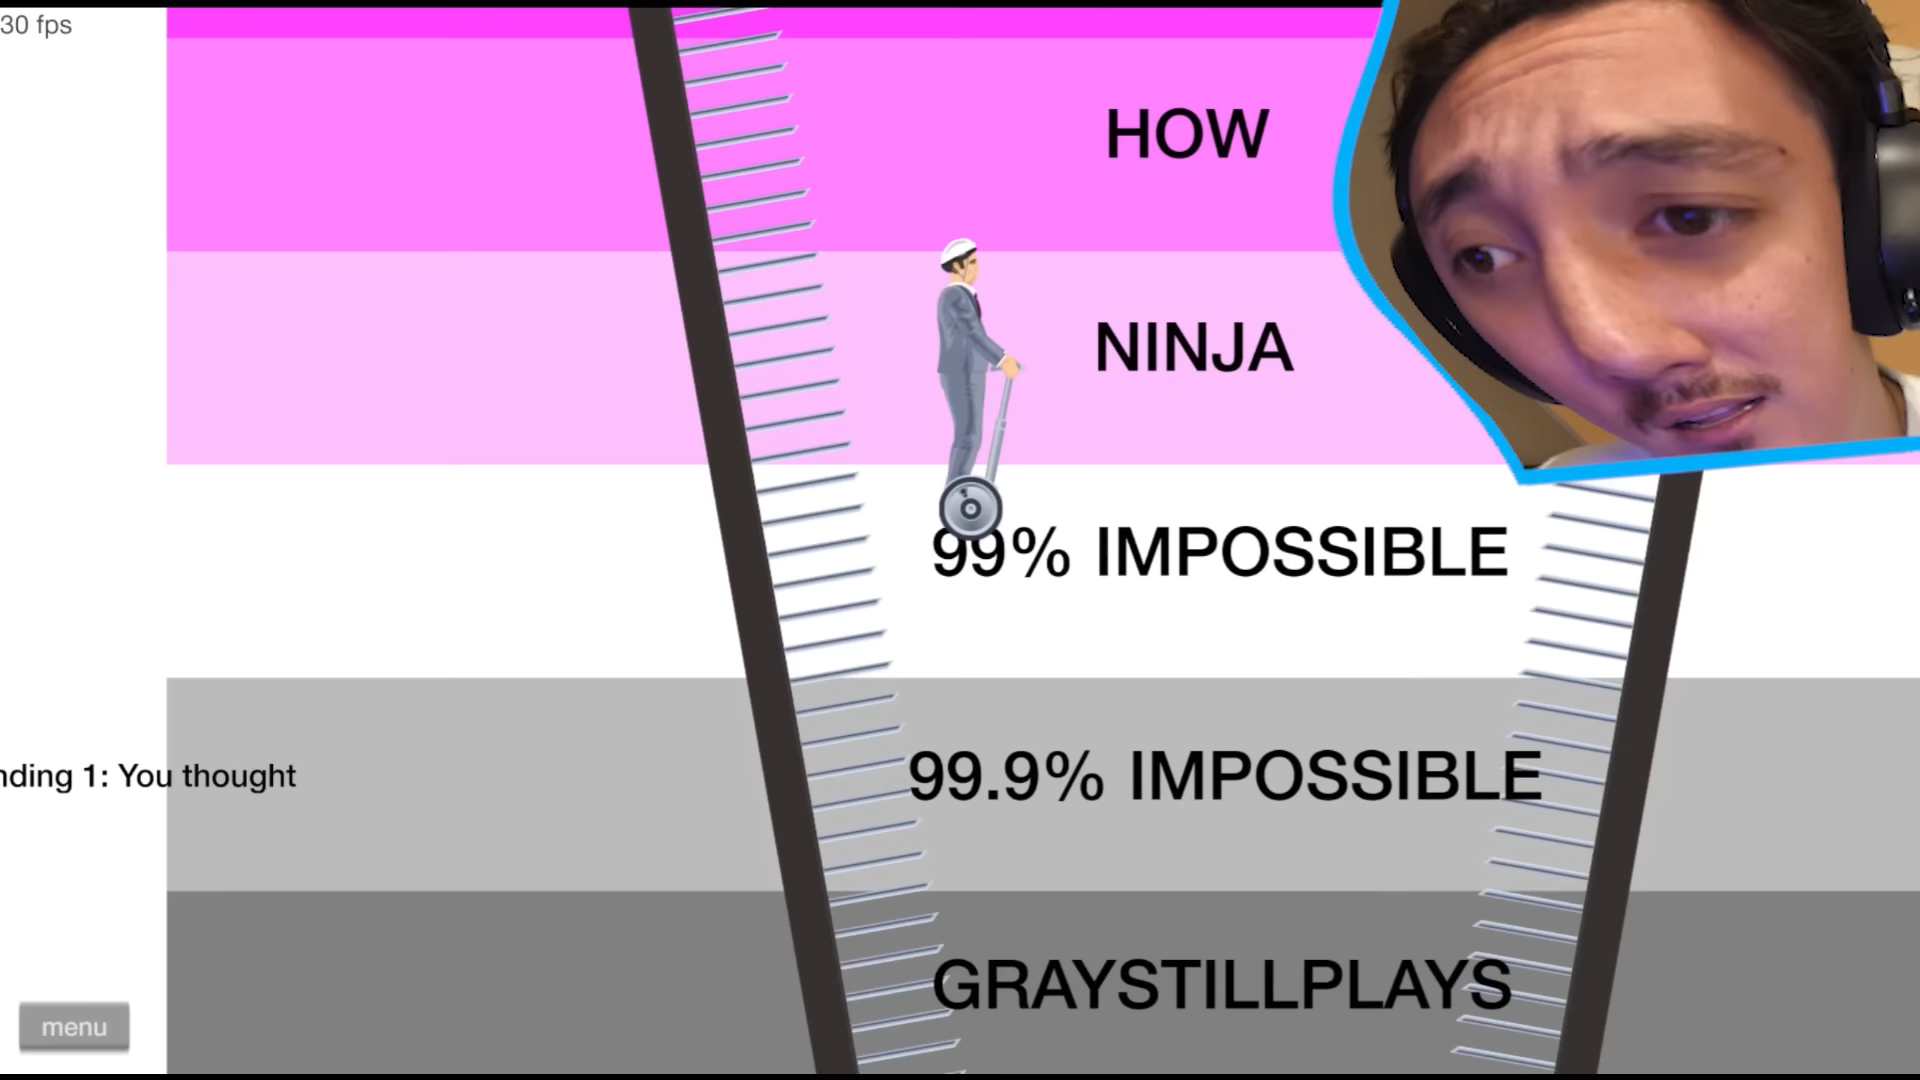 30 fps
HOW
NINJA
99% IMPOSSIBLE
99.9% IMPOSSIBLE
nding 1: You thought
GRAYSTILLPLAYS
menu